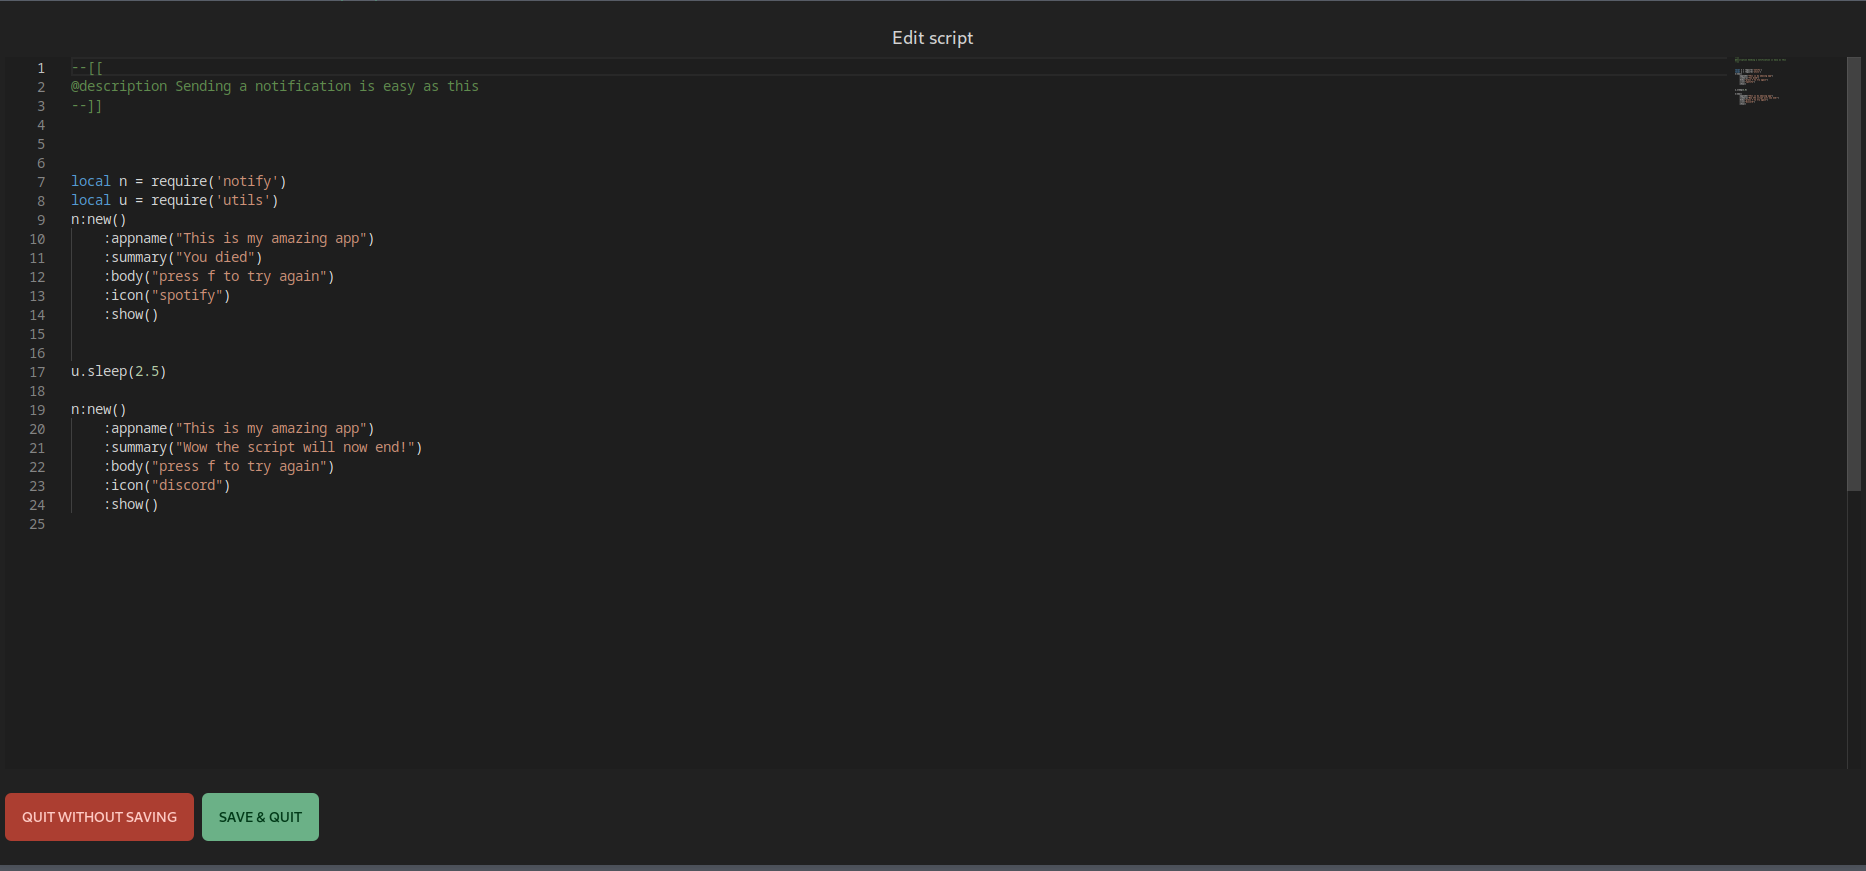 Edit script
1 --[[
2 @description Sending a notification is easy as this
3 --]]
4
5
6
7 local n = require('notify')
8 local u = require('utils')
9 n:new()
10     :appname("This is my amazing app")
11     :summary("You died")
12     :body("press f to try again")
13     :icon("spotify")
14     :show()
15
16
17 u.sleep(2.5)
18
19 n:new()
20     :appname("This is my amazing app")
21     :summary("Wow the script will now end!")
22     :body("press f to try again")
23     :icon("discord")
24     :show()
25
QUIT WITHOUT SAVING SAVE & QUIT